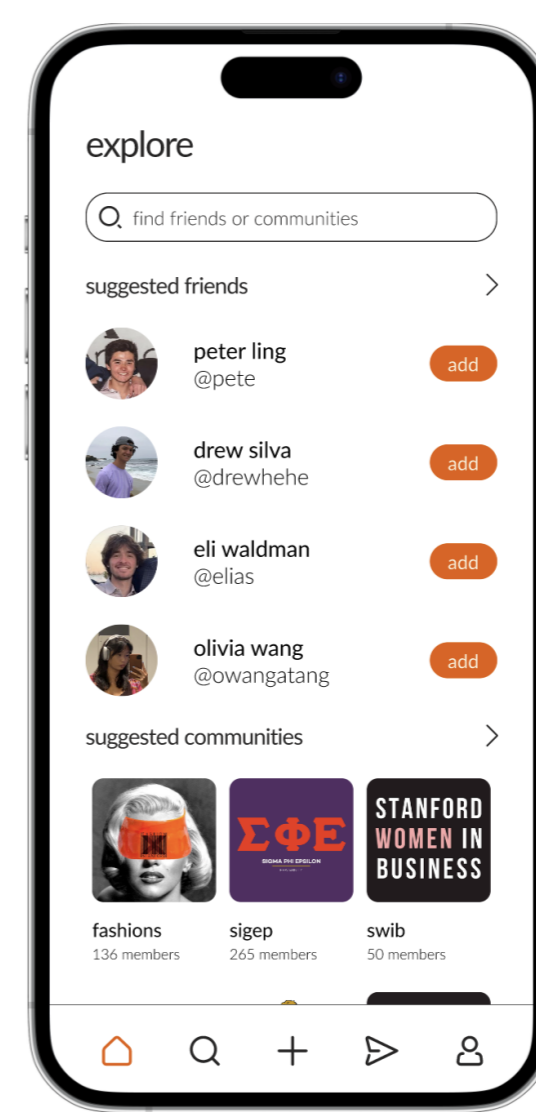 explore
find friends or communities
suggested friends
peter ling
@pete
add
drew silva
@drewhehe
add
eli waldman
@elias
add
olivia wang
@owangatang
add
suggested communities
ΣΦΕ
SIGMA PHI EPSILON
STANFORD
WOMEN IN
BUSINESS
fashions
sigep
swib
136 members
265 members
50 members